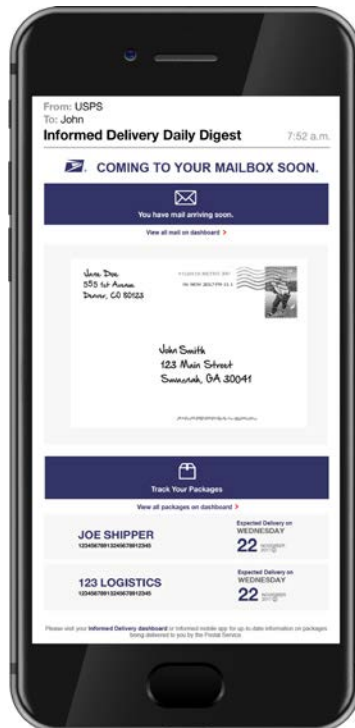 From: USPS
To: John
Informed Delivery Daily Digest 7:52 a.m.
COMING TO YOUR MAILBOX SOON.
You have mail arriving soon.
View all mail on dashboard >
Jane Doe
555 1st Avenue
Denver, CO 80123
John Smith
123 Main Street
GA 30041
Track Your Packages
View all packages on dashboard >
JOE SHIPPER
Expected Delivery on
WEDNESDAY
22 NOVEMBER
2017
123 LOGISTICS
Expected Delivery on
WEDNESDAY
22 NOVEMBER
2017
Please visit your Informed Delivery dashboard or Informed mobile app for up to date information on packages
being delivered to you by the Postal Service